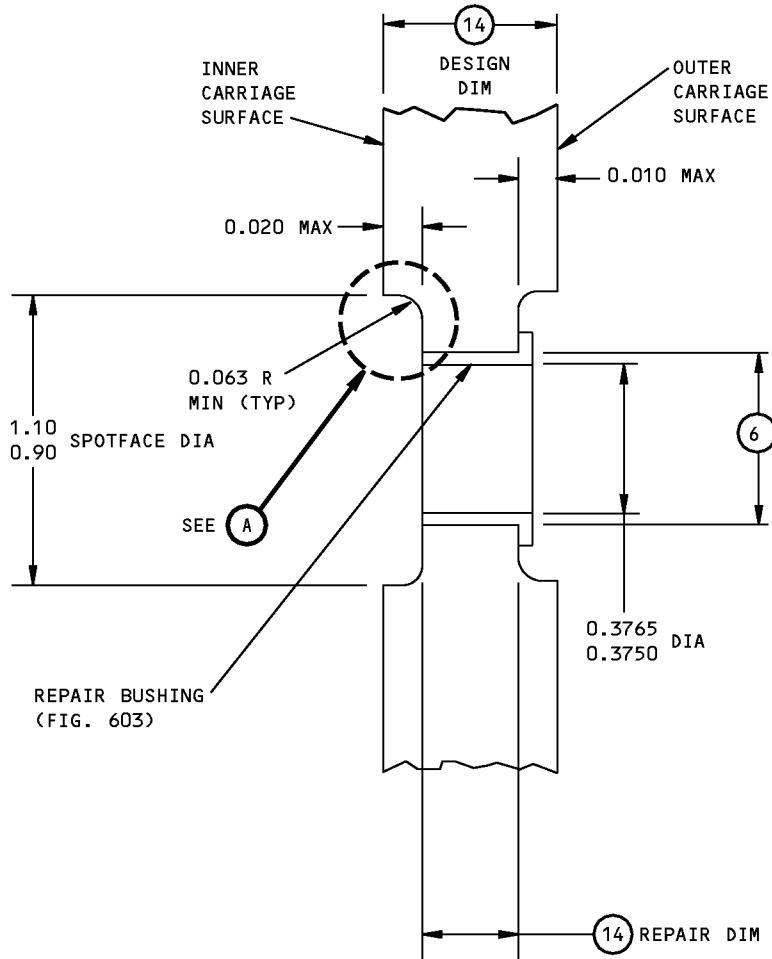 14
DESIGN
DIM
INNER
CARRIAGE
SURFACE
OUTER
CARRIAGE
SURFACE
0.010 MAX
0.020 MAX
0.063 R
MIN (TYP)
1.10
0.90 SPOTFACE DIA
6
SEE A
0.3765
0.3750 DIA
REPAIR BUSHING
(FIG. 603)
14 REPAIR DIM